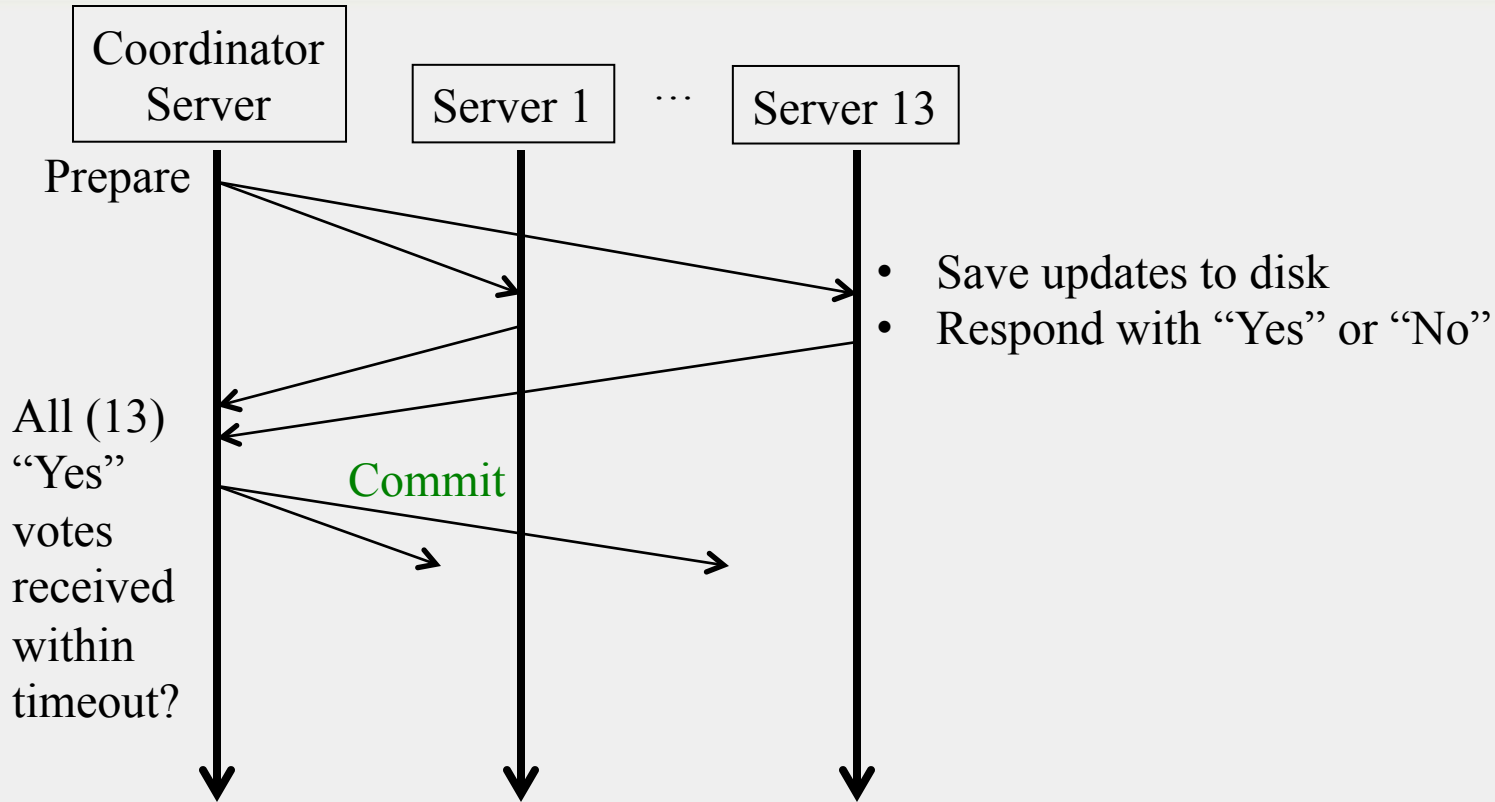 Coordinator
Server
Server 1
…
Server 13
Prepare
• Save updates to disk
• Respond with “Yes” or “No”
All (13)
“Yes”
votes
received
within
timeout?
Commit